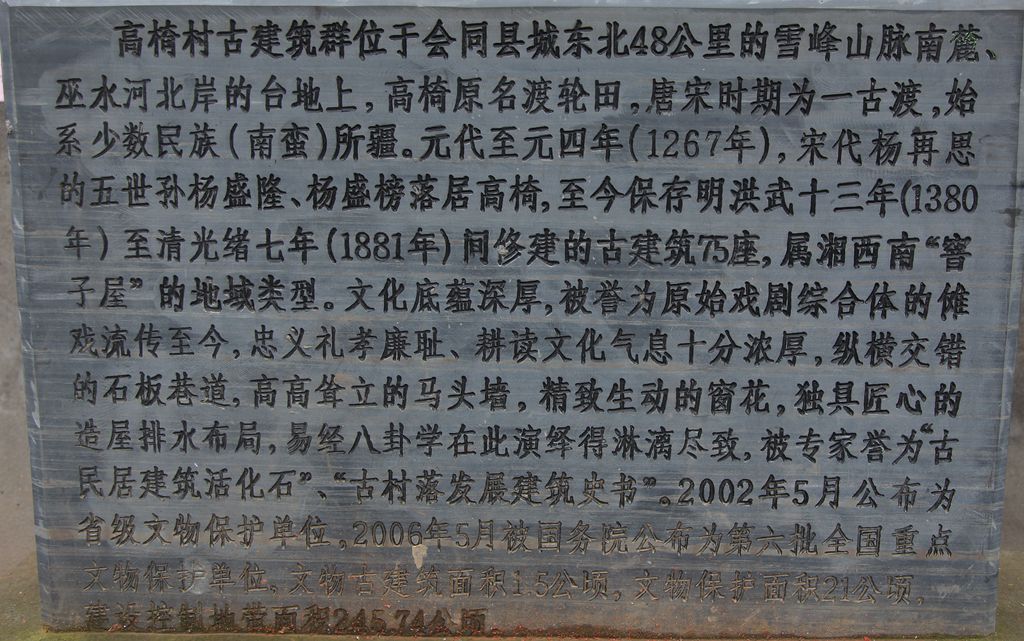 高椅村古建筑群位于会同县城东北48公里的雪峰山脉南麓、
巫水河北岸的台地上，高椅原名渡轮田，唐宋时期为一古渡，始
系少数民族（南蛮）所疆。元代至元四年(1267年)，宋代杨再思
的五世孙杨盛隆、杨盛榜落居高椅，至今保存明洪武十三年(1380
年）至清光绪七年(1881年)间修建的古建筑75座，属湘西南“窨
子屋”的地域类型。文化底蕴深厚，被誉为原始戏剧综合体的傩
戏流传至今，忠义礼孝廉耻、耕读文化气息十分浓厚，纵横交错
的石板巷道，高高耸立的马头墙，精致生动的窗花，独具匠心的
造屋排水布局，易经八卦学在此演绎得淋漓尽致，被专家誉为“古
民居建筑活化石”、“古村落发展建筑史书”。2002年5月公布为
省级文物保护单位,2006年5月被国务院公布为第六批全国重点
文物保护单位，文物古建筑面积1.5公顷，文物保护面积21公顷，
建设控制地带面积245.74公顷